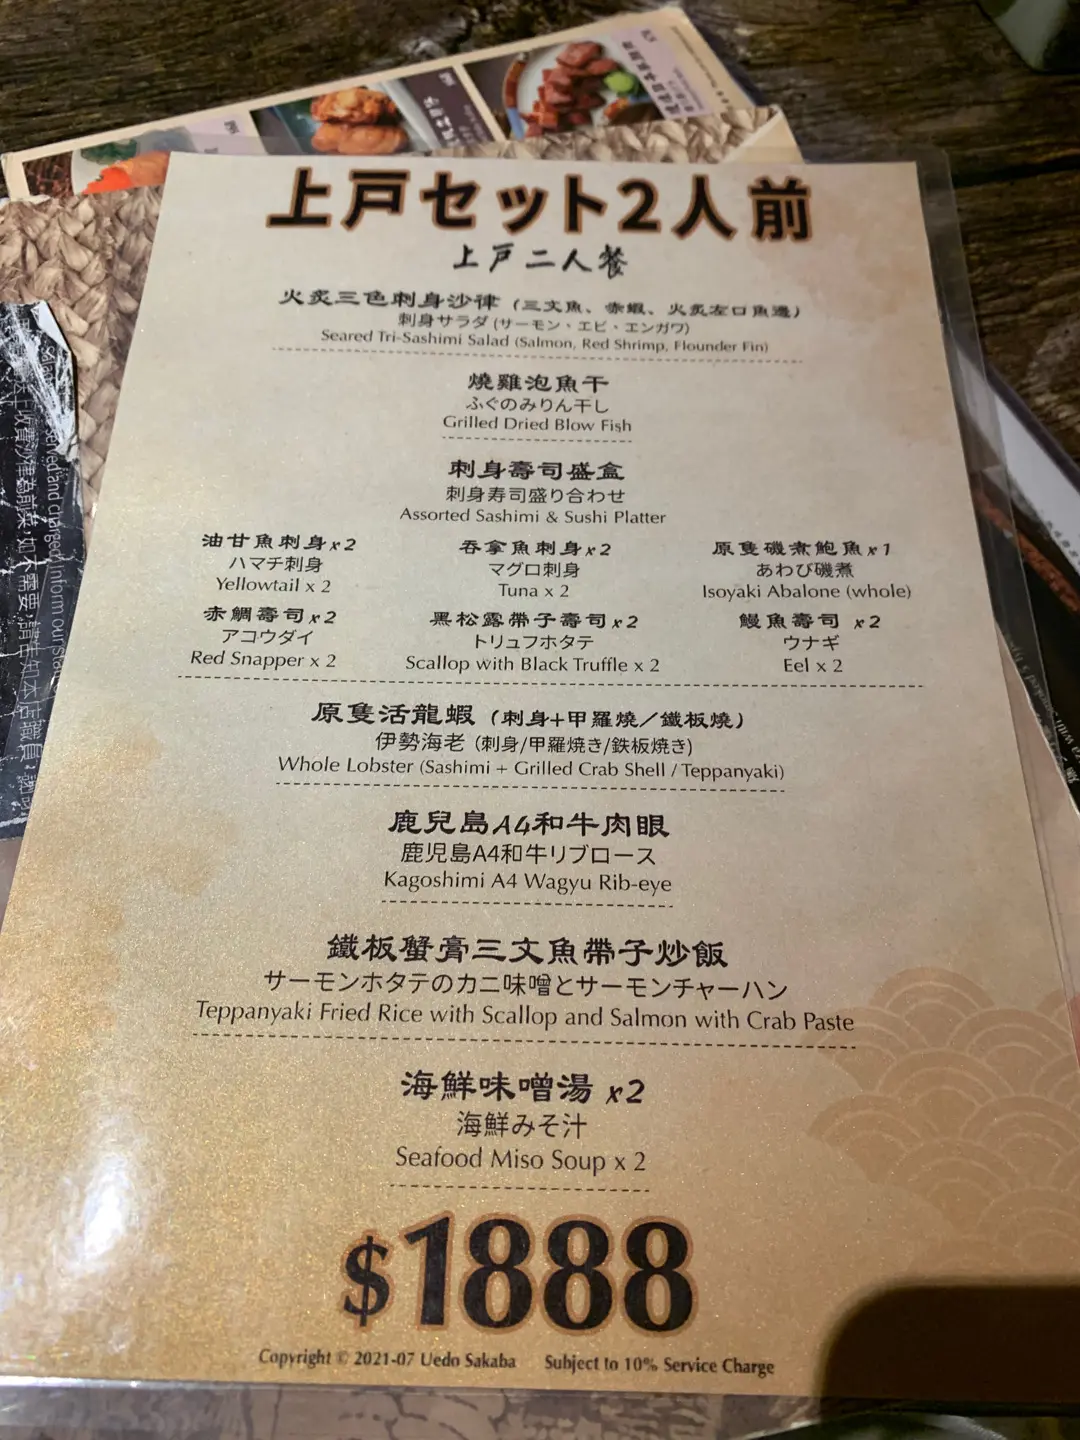 上戸セット2人前
上戸二人餐
火炙三色刺身沙律 (三文魚、赤蝦、火炙左口魚邊)
刺身サラダ (サーモン・エビ・エンガワ)
Seared Tri-Sashimi Salad (Salmon, Red Shrimp, Flounder Fin)
燒雞泡魚干
ふぐのみりん干し
Grilled Dried Blow Fish
刺身壽司盛盒
刺身寿司盛り合わせ
Assorted Sashimi & Sushi Platter
油甘魚刺身x2
ハマチ刺身
Yellowtail x 2
吞拿魚刺身x2
マグロ刺身
Tuna x 2
原隻磯煮鮑魚x1
あわび磯煮
Isoyaki Abalone (whole)
赤鯛壽司x2
アコウダイ
Red Snapper x 2
黑松露帶子壽司x2
トリュフホタテ
Scallop with Black Truffle x 2
鰻魚壽司 x2
ウナギ
Eel x 2
原隻活龍蝦 (刺身+甲羅燒/鐵板燒)
伊勢海老 (刺身/甲羅焼き/鉄板焼き)
Whole Lobster (Sashimi + Grilled Crab Shell / Teppanyaki)
鹿兒島A4和牛肉眼
鹿児島A4和牛リブロース
Kagoshimi A4 Wagyu Rib-eye
鐵板蟹膏三文魚帶子炒飯
サーモンホタテのカニ味噌とサーモンチャーハン
Teppanyaki Fried Rice with Scallop and Salmon with Crab Paste
海鮮味噌湯 x2
海鮮みそ汁
Seafood Miso Soup x 2
$1888
Copyright © 2021-07 Uedo Sakaba Subject to 10% Service Charge